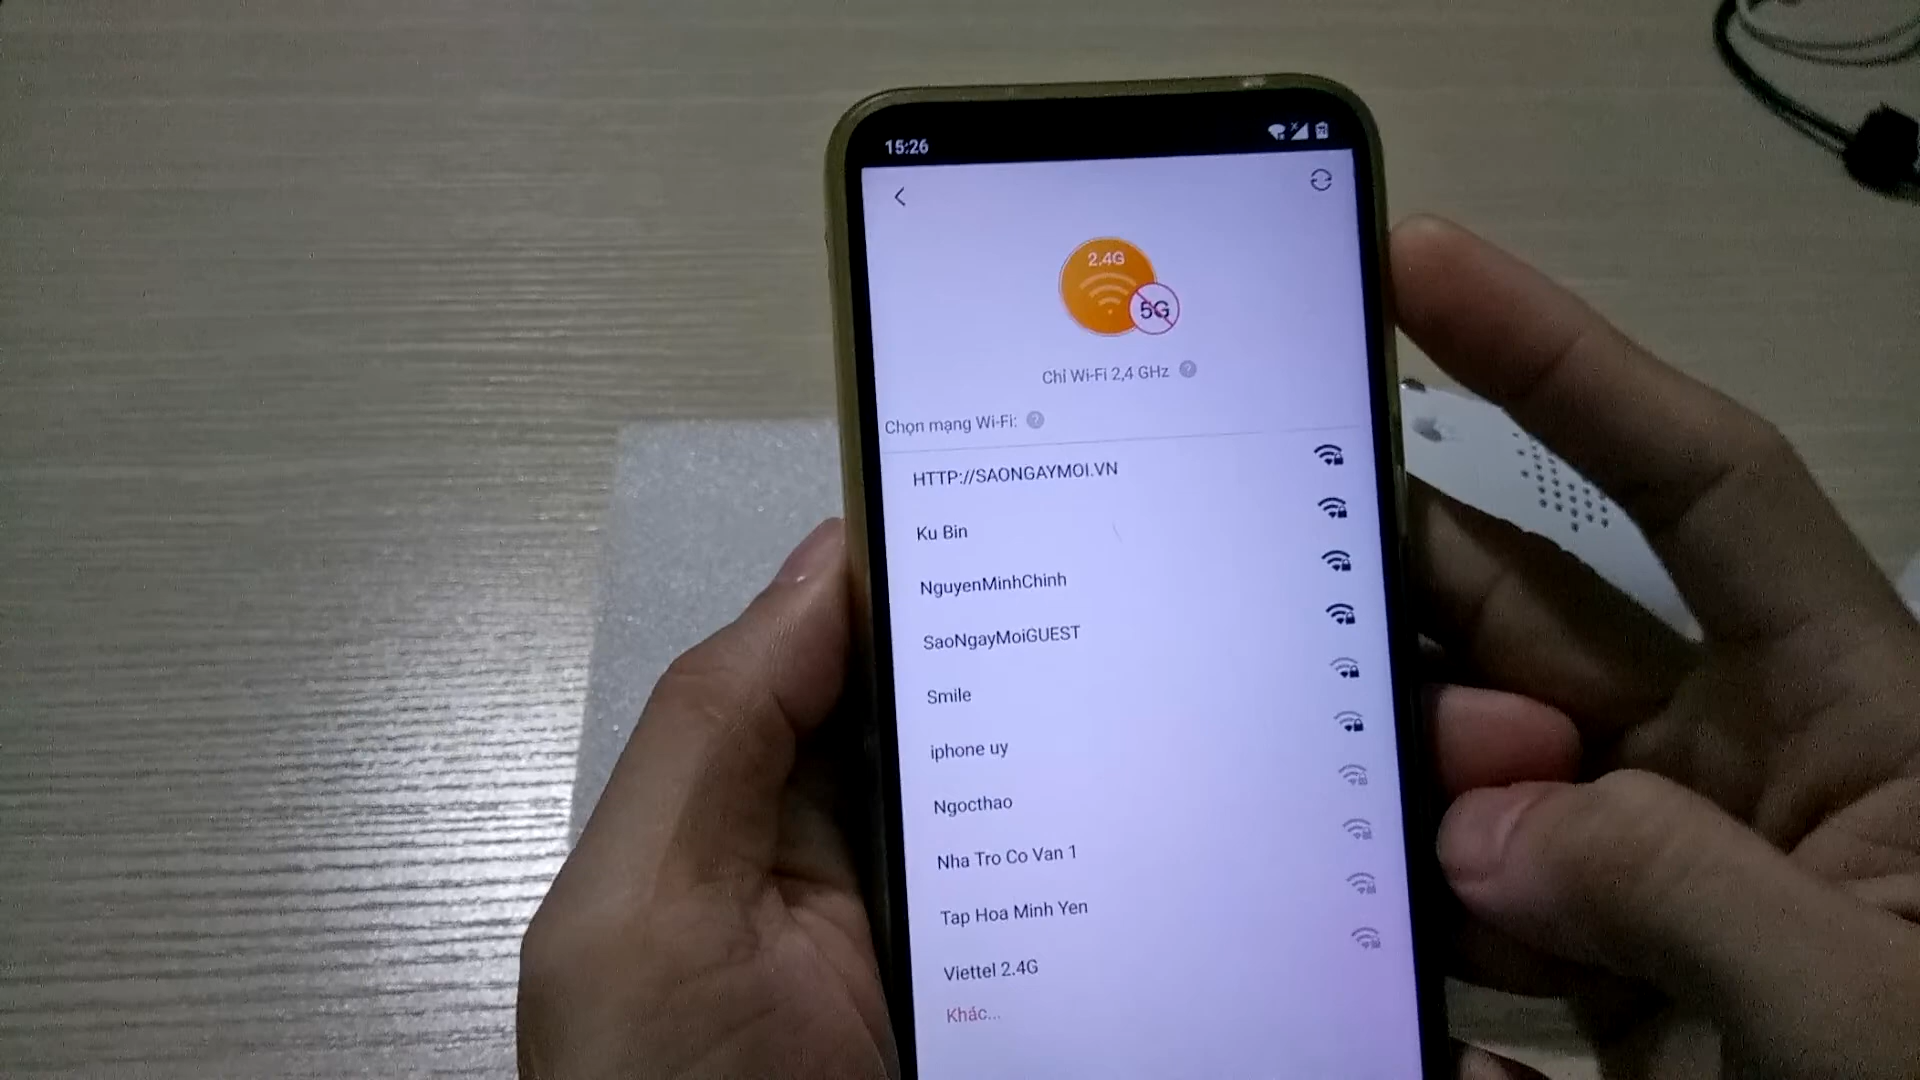 15:26
2.4G
5G
Chỉ Wi-Fi 2,4 GHz
Chọn mạng Wi-Fi:
HTTP://SAONGAYMOI.VN
Ku Bin
NguyenMinhChinh
SaoNgayMoiGUEST
Smile
iphone uy
Ngocthao
Nha Tro Co Van 1
Tap Hoa Minh Yen
Viettel 2.4G
Khác...